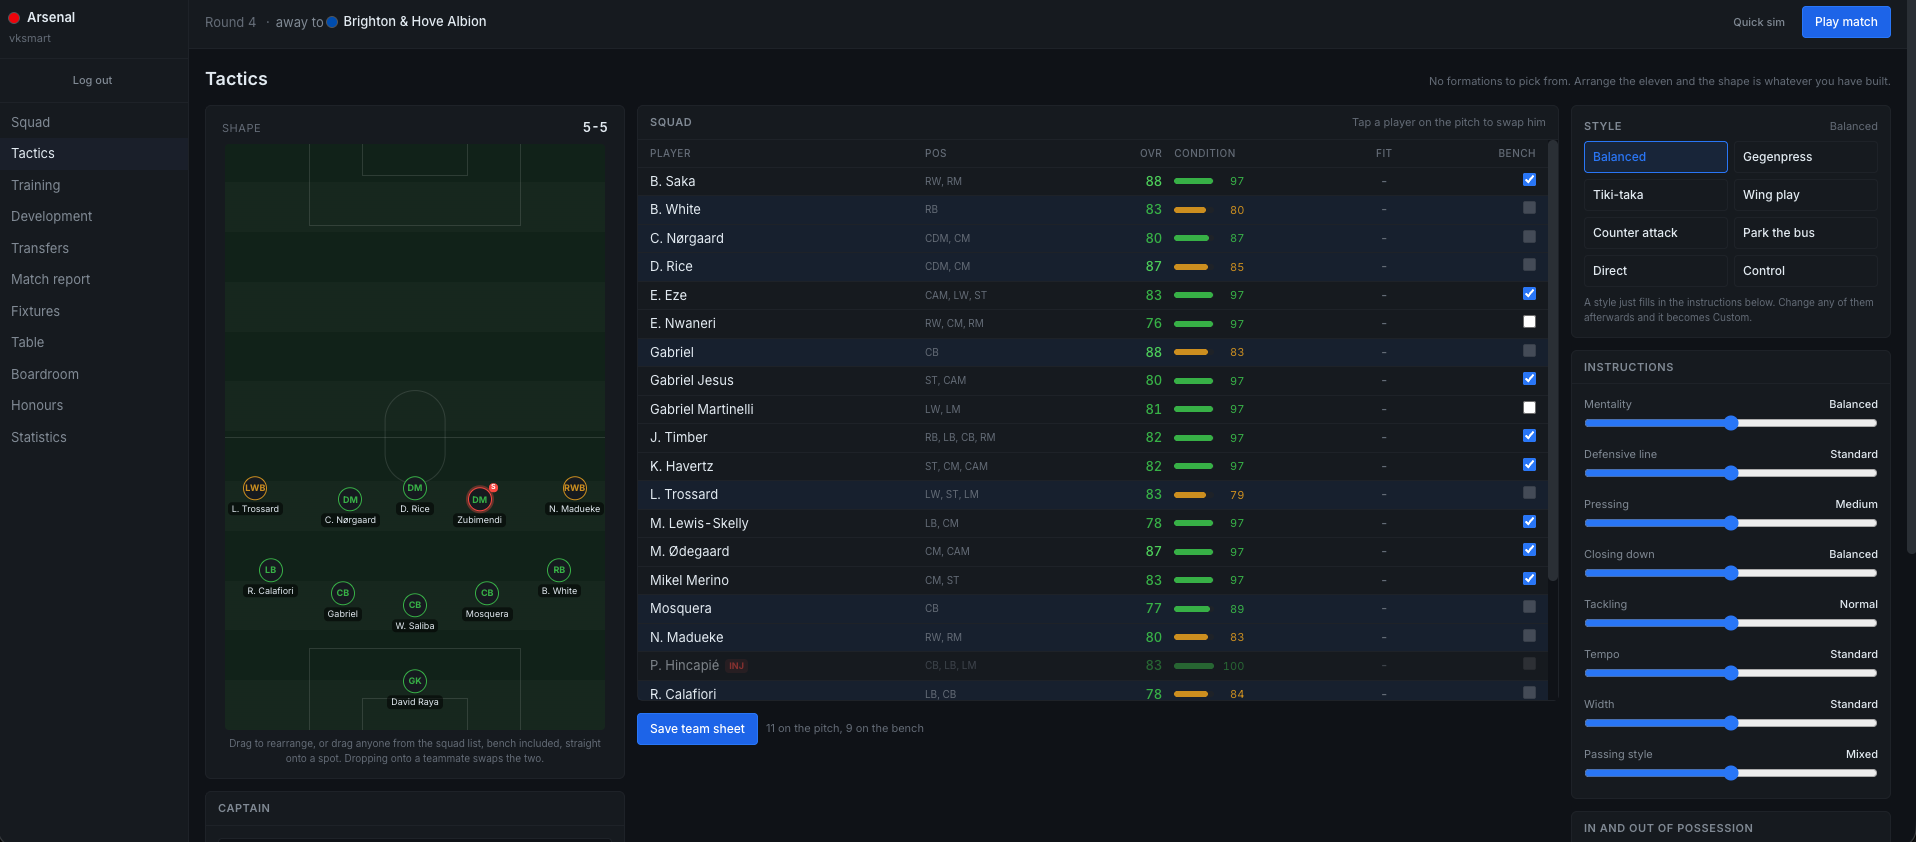 Arsenal
vksmart
Log out
Squad
Tactics
Training
Development
Transfers
Match report
Fixtures
Table
Boardroom
Honours
Statistics
Round 4 · away to Brighton & Hove Albion
Quick sim
Play match
Tactics
No formations to pick from. Arrange the eleven and the shape is whatever you have built.
SHAPE 5-5
LWB
L. Trossard
DM
C. Nørgaard
DM
D. Rice
DM S
Zubimendi
RWB
N. Madueke
LB
R. Calafiori
CB
Gabriel
CB
W. Saliba
CB
Mosquera
RB
B. White
GK
David Raya
Drag to rearrange, or drag anyone from the squad list, bench included, straight
onto a spot. Dropping onto a teammate swaps the two.
CAPTAIN
SQUAD Tap a player on the pitch to swap him
PLAYER POS OVR CONDITION FIT BENCH
B. Saka RW, RM 88 97 -
B. White RB 83 80 -
C. Nørgaard CDM, CM 80 87 -
D. Rice CDM, CM 87 85 -
E. Eze CAM, LW, ST 83 97 -
E. Nwaneri RW, CM, RM 76 97 -
Gabriel CB 88 83 -
Gabriel Jesus ST, CAM 80 97 -
Gabriel Martinelli LW, LM 81 97 -
J. Timber RB, LB, CB, RM 82 97 -
K. Havertz ST, CM, CAM 82 97 -
L. Trossard LW, ST, LM 83 79 -
M. Lewis-Skelly LB, CM 78 97 -
M. Ødegaard CM, CAM 87 97 -
Mikel Merino CM, ST 83 97 -
Mosquera CB 77 89 -
N. Madueke RW, RM 80 83 -
P. Hincapié INJ CB, LB, LM 83 100 -
R. Calafiori LB, CB 78 84 -
Save team sheet 11 on the pitch, 9 on the bench
STYLE Balanced
Balanced Gegenpress
Tiki-taka Wing play
Counter attack Park the bus
Direct Control
A style just fills in the instructions below. Change any of them
afterwards and it becomes Custom.
INSTRUCTIONS
Mentality Balanced
Defensive line Standard
Pressing Medium
Closing down Balanced
Tackling Normal
Tempo Standard
Width Standard
Passing style Mixed
IN AND OUT OF POSSESSION